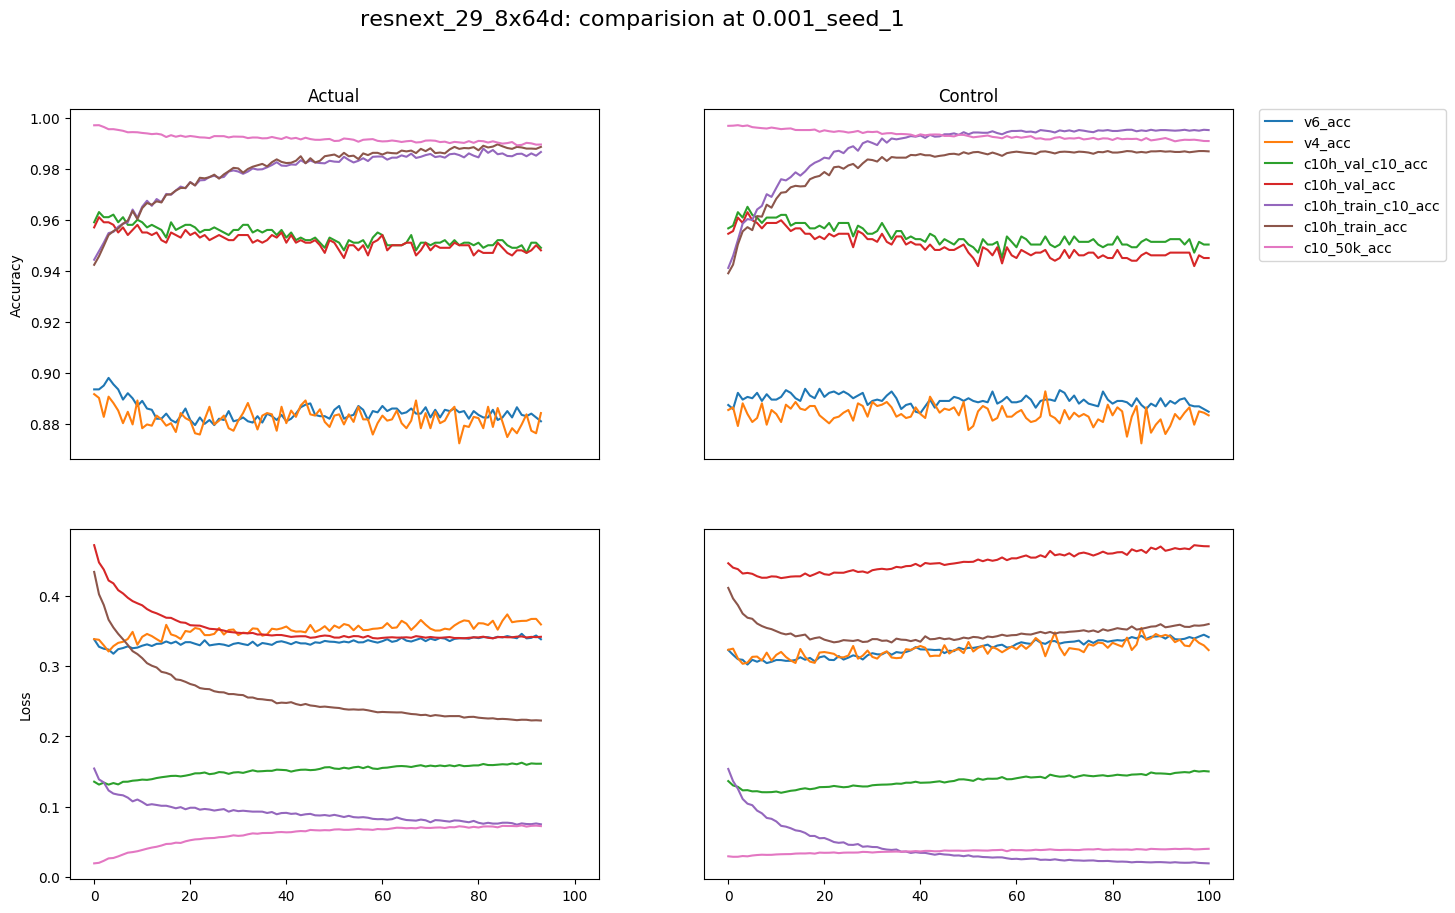 resnext_29_8x64d: comparision at 0.001_seed_1
Actual
Control
Accuracy
1.00
0.98
0.96
0.94
0.92
0.90
0.88
v6_acc
v4_acc
c10h_val_c10_acc
c10h_val_acc
c10h_train_c10_acc
c10h_train_acc
c10_50k_acc
Loss
0.4
0.3
0.2
0.1
0.0
0 20 40 60 80 100
0 20 40 60 80 100